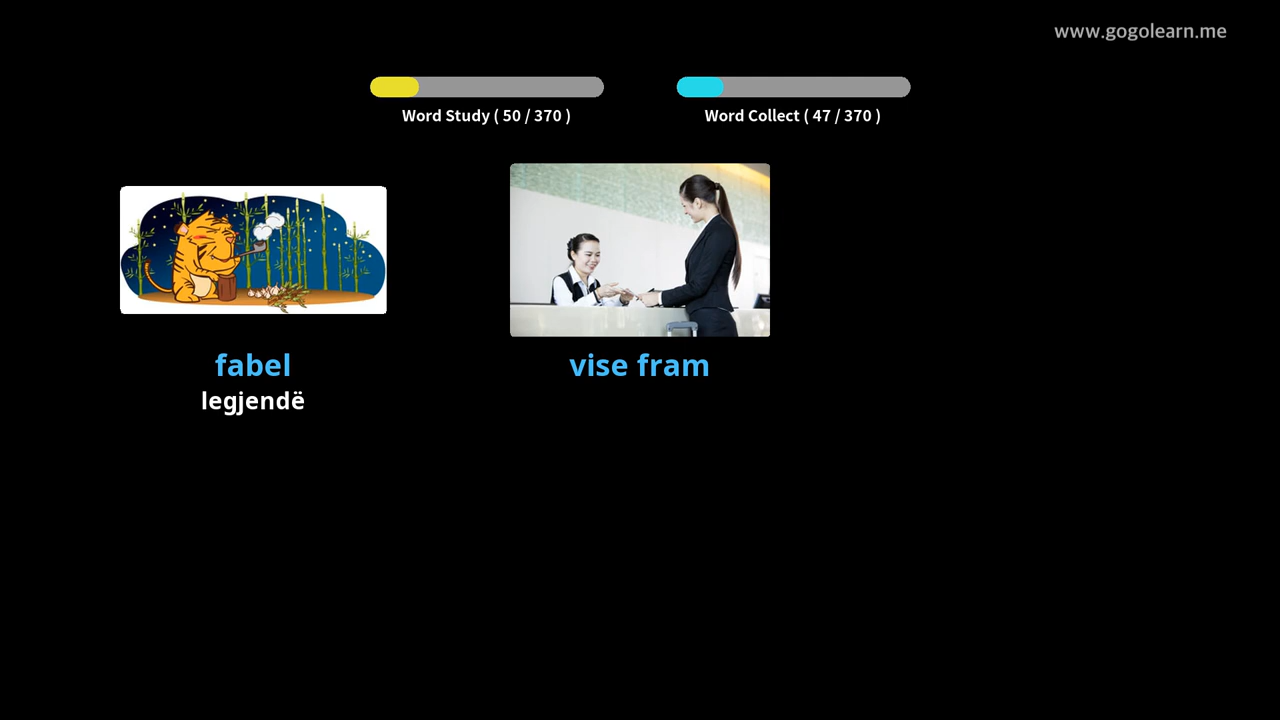 www.gogolearn.me
Word Study ( 50 / 370 )
Word Collect ( 47 / 370 )
fabel
legjendë
vise fram